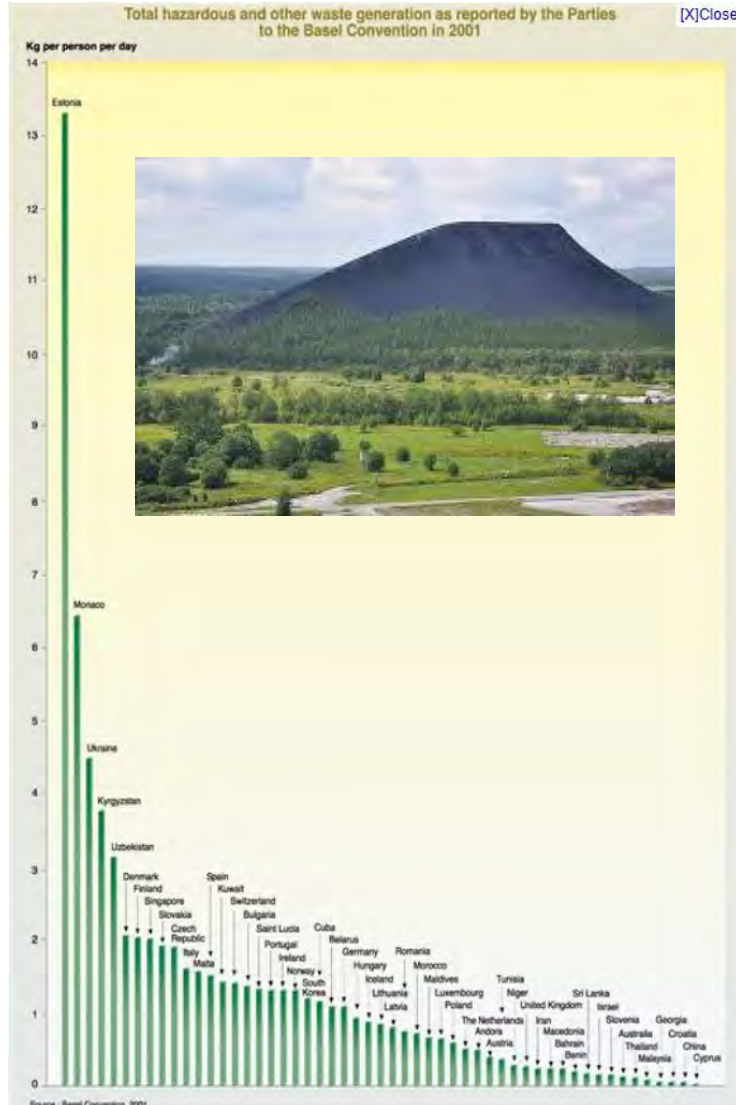 Total hazardous and other waste generation as reported by the Parties
to the Basel Convention in 2001
[X]Close
Kg per person per day
14
Estonia
13
12
11
10
9
8
7
Monaco
6
5
Ukraine
4
Kyrgyzstan
Uzbekistan
3
Denmark
Finland
Singapore
Slovakia
Czech
Republic
Italy
Malta
Spain
Kuwait
Switzerland
Bulgaria
Saint Lucia
Portugal
Ireland
Norway
South
Korea
Cuba
Belarus
Germany
Hungary
Iceland
Lithuania
Latvia
Romania
Morocco
Maldives
Luxembourg
Poland
The Netherlands
Andora
Austria
Tunisia
Niger
United Kingdom
Iran
Macedonia
Bahrain
Benin
Sri Lanka
Israel
Slovenia
Australia
Thailand
Malaysia
Georgia
Croatia
China
Cyprus
2
1
0
Source : Basel Convention, 2001